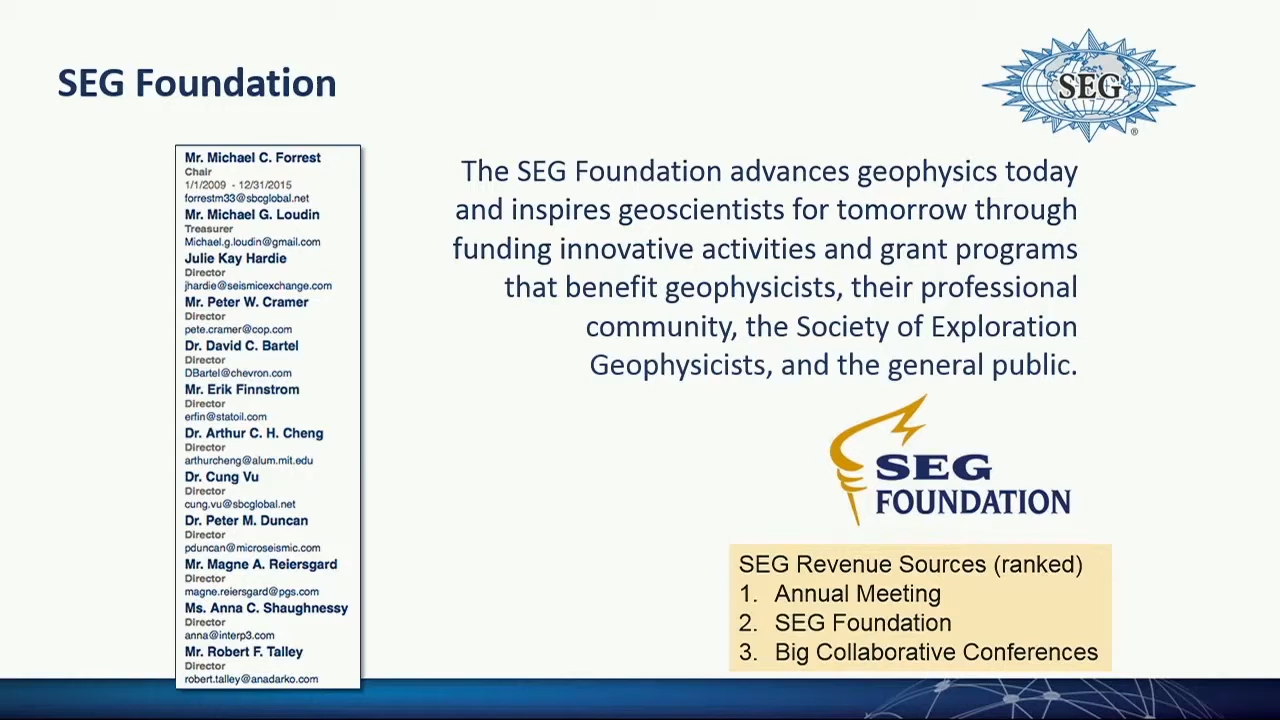 SEG Foundation
SEG
®
Mr. Michael C. Forrest
Chair
1/1/2009 - 12/31/2015
forrestm33@sbcglobal.net
Mr. Michael G. Loudin
Treasurer
Michael.g.loudin@gmail.com
Julie Kay Hardie
Director
jhardie@seismicexchange.com
Mr. Peter W. Cramer
Director
pete.cramer@cop.com
Dr. David C. Bartel
Director
DBartel@chevron.com
Mr. Erik Finnstrom
Director
erfin@statoil.com
Dr. Arthur C. H. Cheng
Director
arthurcheng@alum.mit.edu
Dr. Cung Vu
Director
cung.vu@sbcglobal.net
Dr. Peter M. Duncan
Director
pduncan@microseismic.com
Mr. Magne A. Reiersgard
Director
magne.reiersgard@pgs.com
Ms. Anna C. Shaughnessy
Director
anna@interp3.com
Mr. Robert F. Talley
Director
robert.talley@anadarko.com
The SEG Foundation advances geophysics today
and inspires geoscientists for tomorrow through
funding innovative activities and grant programs
that benefit geophysicists, their professional
community, the Society of Exploration
Geophysicists, and the general public.
SEG
FOUNDATION
SEG Revenue Sources (ranked)
1. Annual Meeting
2. SEG Foundation
3. Big Collaborative Conferences